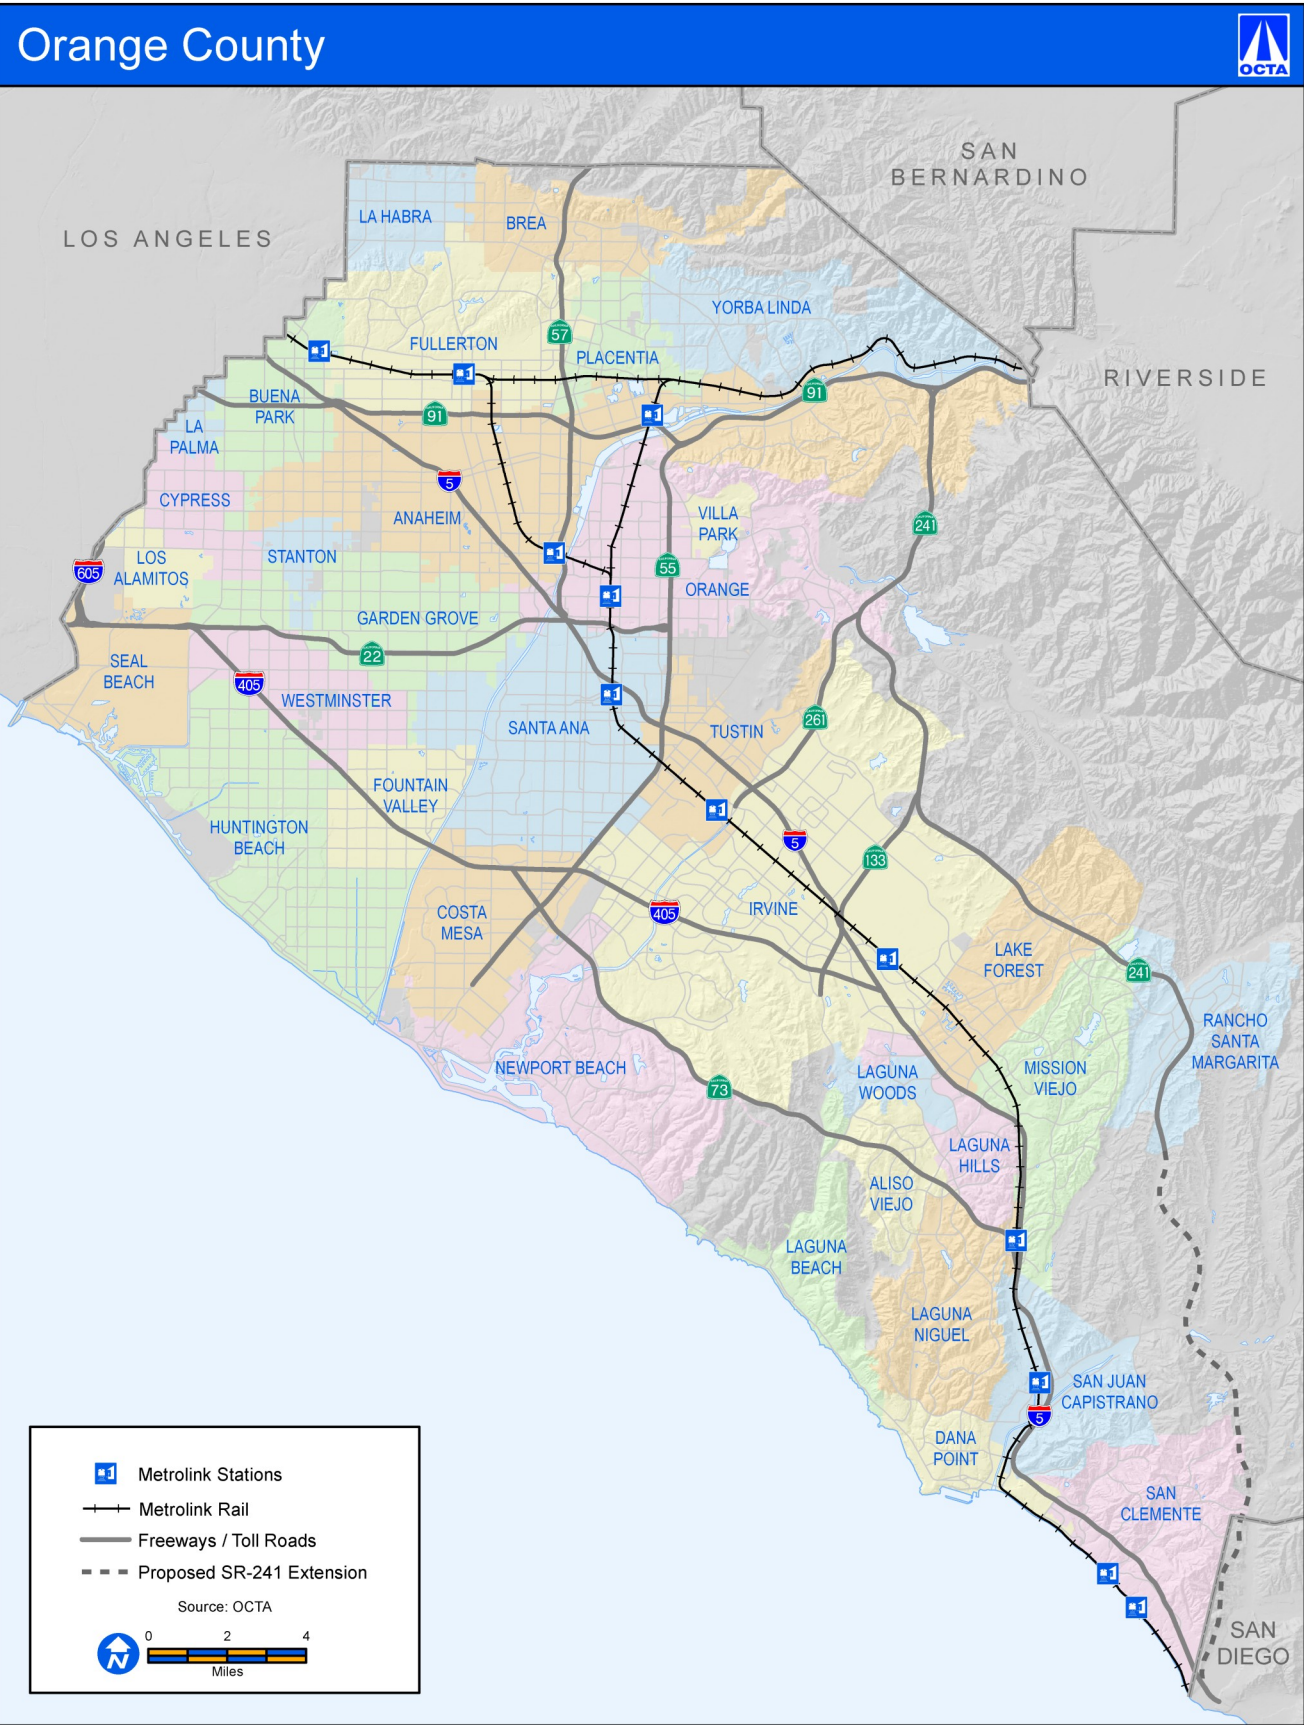 Orange County
OCTA
SAN
BERNARDINO
LOS ANGELES
RIVERSIDE
LA HABRA
BREA
YORBA LINDA
57
FULLERTON
PLACENTIA
91
BUENA
PARK
91
LA
PALMA
5
CYPRESS
ANAHEIM
VILLA
PARK
241
LOS
ALAMITOS
STANTON
605
55
ORANGE
GARDEN GROVE
22
SEAL
BEACH
405
WESTMINSTER
SANTA ANA
TUSTIN
261
FOUNTAIN
VALLEY
HUNTINGTON
BEACH
5
133
COSTA
MESA
405
IRVINE
LAKE
FOREST
241
RANCHO
SANTA
MARGARITA
NEWPORT BEACH
73
LAGUNA
WOODS
MISSION
VIEJO
LAGUNA
HILLS
ALISO
VIEJO
LAGUNA
BEACH
LAGUNA
NIGUEL
SAN JUAN
CAPISTRANO
5
DANA
POINT
SAN
CLEMENTE
SAN
DIEGO
Metrolink Stations
Metrolink Rail
Freeways / Toll Roads
Proposed SR-241 Extension
Source: OCTA
N
0 2 4
Miles